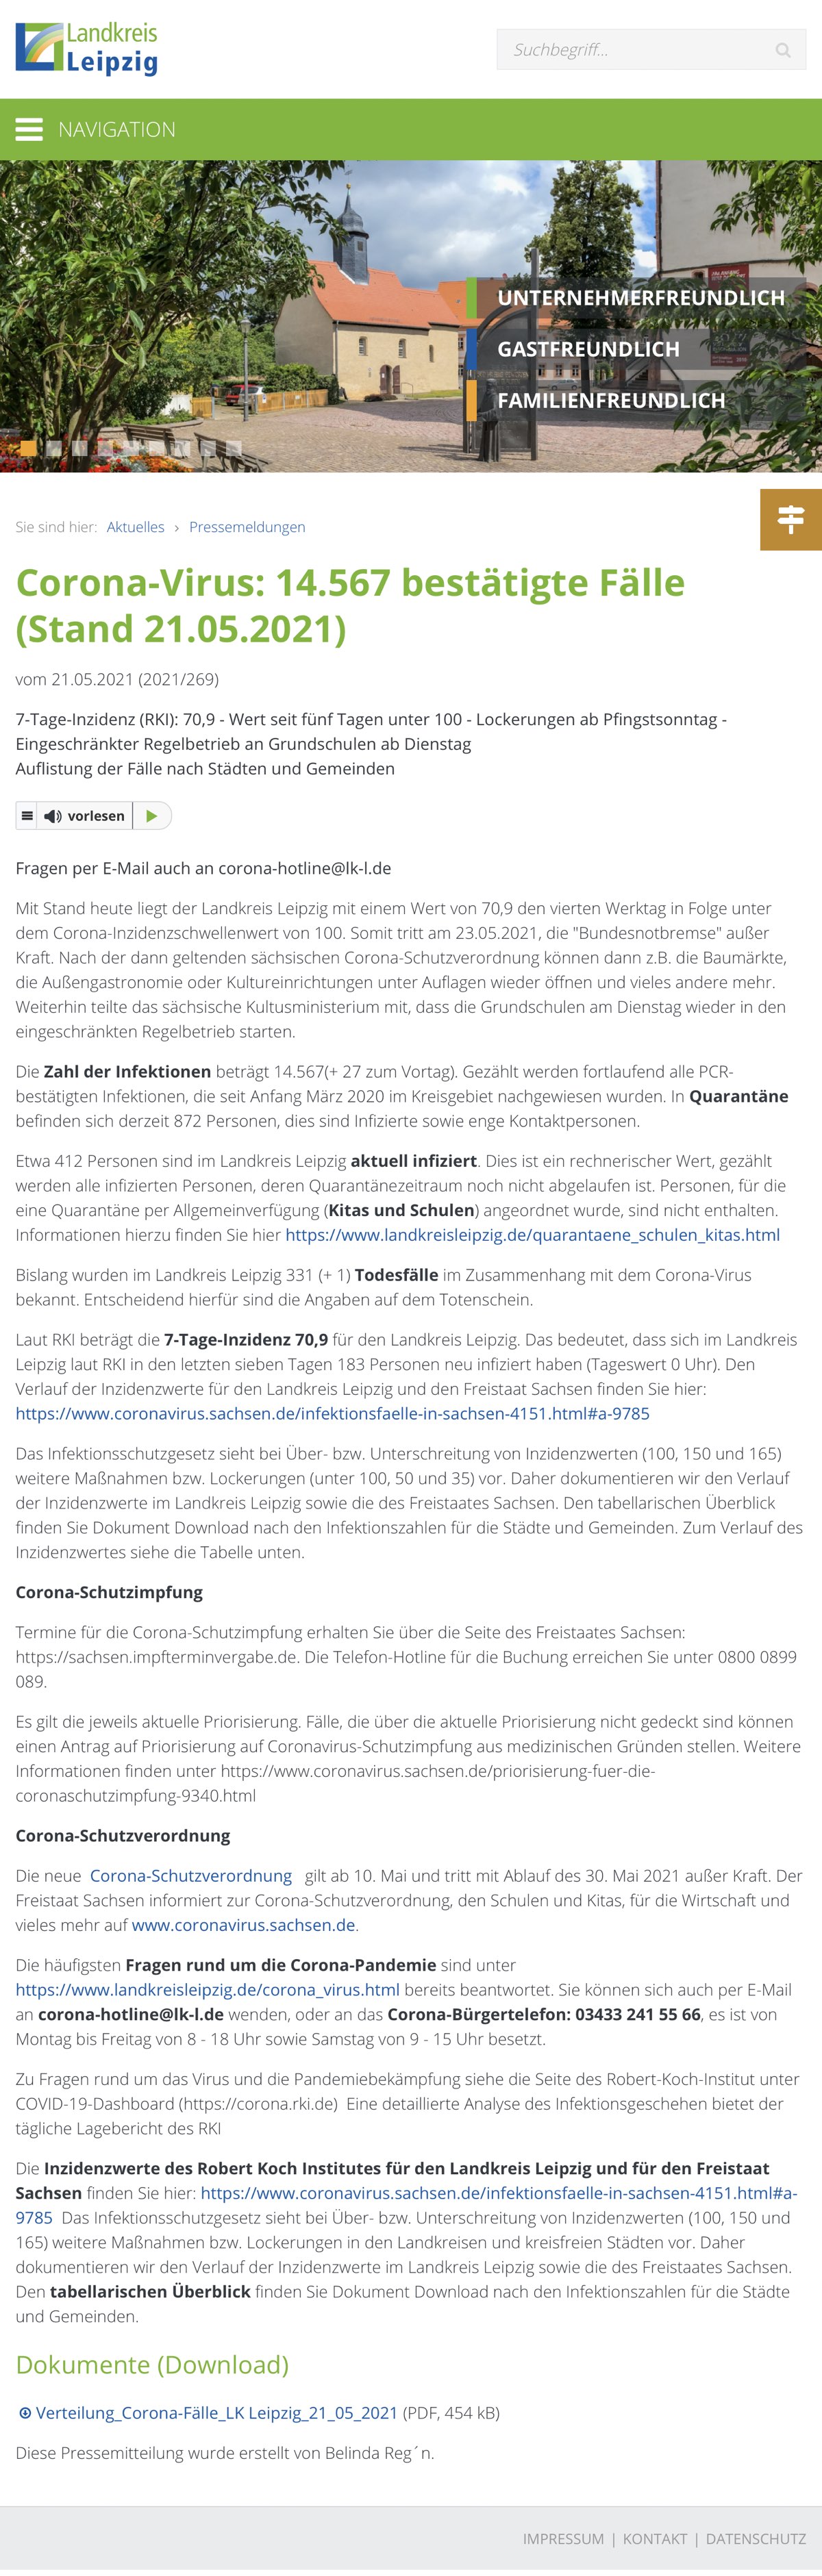 Landkreis
Leipzig
Suchbegriff...
NAVIGATION
UNTERNEHMERFREUNDLICH
GASTFREUNDLICH
FAMILIENFREUNDLICH
Sie sind hier: Aktuelles › Pressemeldungen
Corona-Virus: 14.567 bestätigte Fälle
(Stand 21.05.2021)
vom 21.05.2021 (2021/269)
7-Tage-Inzidenz (RKI): 70,9 - Wert seit fünf Tagen unter 100 - Lockerungen ab Pfingstsonntag -
Eingeschränkter Regelbetrieb an Grundschulen ab Dienstag
Auflistung der Fälle nach Städten und Gemeinden
vorlesen
Fragen per E-Mail auch an corona-hotline@lk-l.de
Mit Stand heute liegt der Landkreis Leipzig mit einem Wert von 70,9 den vierten Werktag in Folge unter
dem Corona-Inzidenzschwellenwert von 100. Somit tritt am 23.05.2021, die "Bundesnotbremse" außer
Kraft. Nach der dann geltenden sächsischen Corona-Schutzverordnung können dann z.B. die Baumärkte,
die Außengastronomie oder Kultureinrichtungen unter Auflagen wieder öffnen und vieles andere mehr.
Weiterhin teilte das sächsische Kultusministerium mit, dass die Grundschulen am Dienstag wieder in den
eingeschränkten Regelbetrieb starten.
Die Zahl der Infektionen beträgt 14.567(+ 27 zum Vortag). Gezählt werden fortlaufend alle PCR-
bestätigten Infektionen, die seit Anfang März 2020 im Kreisgebiet nachgewiesen wurden. In Quarantäne
befinden sich derzeit 872 Personen, dies sind Infizierte sowie enge Kontaktpersonen.
Etwa 412 Personen sind im Landkreis Leipzig aktuell infiziert. Dies ist ein rechnerischer Wert, gezählt
werden alle infizierten Personen, deren Quarantänezeitraum noch nicht abgelaufen ist. Personen, für die
eine Quarantäne per Allgemeinverfügung (Kitas und Schulen) angeordnet wurde, sind nicht enthalten.
Informationen hierzu finden Sie hier https://www.landkreisleipzig.de/quarantaene_schulen_kitas.html
Bislang wurden im Landkreis Leipzig 331 (+ 1) Todesfälle im Zusammenhang mit dem Corona-Virus
bekannt. Entscheidend hierfür sind die Angaben auf dem Totenschein.
Laut RKI beträgt die 7-Tage-Inzidenz 70,9 für den Landkreis Leipzig. Das bedeutet, dass sich im Landkreis
Leipzig laut RKI in den letzten sieben Tagen 183 Personen neu infiziert haben (Tageswert 0 Uhr). Den
Verlauf der Inzidenzwerte für den Landkreis Leipzig und den Freistaat Sachsen finden Sie hier:
https://www.coronavirus.sachsen.de/infektionsfaelle-in-sachsen-4151.html#a-9785
Das Infektionsschutzgesetz sieht bei Über- bzw. Unterschreitung von Inzidenzwerten (100, 150 und 165)
weitere Maßnahmen bzw. Lockerungen (unter 100, 50 und 35) vor. Daher dokumentieren wir den Verlauf
der Inzidenzwerte im Landkreis Leipzig sowie die des Freistaates Sachsen. Den tabellarischen Überblick
finden Sie Dokument Download nach den Infektionszahlen für die Städte und Gemeinden. Zum Verlauf des
Inzidenzwertes siehe die Tabelle unten.
Corona-Schutzimpfung
Termine für die Corona-Schutzimpfung erhalten Sie über die Seite des Freistaates Sachsen:
https://sachsen.impfterminvergabe.de. Die Telefon-Hotline für die Buchung erreichen Sie unter 0800 0899
089.
Es gilt die jeweils aktuelle Priorisierung. Fälle, die über die aktuelle Priorisierung nicht gedeckt sind können
einen Antrag auf Priorisierung auf Coronavirus-Schutzimpfung aus medizinischen Gründen stellen. Weitere
Informationen finden unter https://www.coronavirus.sachsen.de/priorisierung-fuer-die-
coronaschutzimpfung-9340.html
Corona-Schutzverordnung
Die neue Corona-Schutzverordnung gilt ab 10. Mai und tritt mit Ablauf des 30. Mai 2021 außer Kraft. Der
Freistaat Sachsen informiert zur Corona-Schutzverordnung, den Schulen und Kitas, für die Wirtschaft und
vieles mehr auf www.coronavirus.sachsen.de.
Die häufigsten Fragen rund um die Corona-Pandemie sind unter
https://www.landkreisleipzig.de/corona_virus.html bereits beantwortet. Sie können sich auch per E-Mail
an corona-hotline@lk-l.de wenden, oder an das Corona-Bürgertelefon: 03433 241 55 66, es ist von
Montag bis Freitag von 8 - 18 Uhr sowie Samstag von 9 - 15 Uhr besetzt.
Zu Fragen rund um das Virus und die Pandemiebekämpfung siehe die Seite des Robert-Koch-Institut unter
COVID-19-Dashboard (https://corona.rki.de) Eine detaillierte Analyse des Infektionsgeschehen bietet der
tägliche Lagebericht des RKI
Die Inzidenzwerte des Robert Koch Institutes für den Landkreis Leipzig und für den Freistaat
Sachsen finden Sie hier: https://www.coronavirus.sachsen.de/infektionsfaelle-in-sachsen-4151.html#a-
9785 Das Infektionsschutzgesetz sieht bei Über- bzw. Unterschreitung von Inzidenzwerten (100, 150 und
165) weitere Maßnahmen bzw. Lockerungen in den Landkreisen und kreisfreien Städten vor. Daher
dokumentieren wir den Verlauf der Inzidenzwerte im Landkreis Leipzig sowie die des Freistaates Sachsen.
Den tabellarischen Überblick finden Sie Dokument Download nach den Infektionszahlen für die Städte
und Gemeinden.
Dokumente (Download)
Verteilung_Corona-Fälle_LK Leipzig_21_05_2021 (PDF, 454 kB)
Diese Pressemitteilung wurde erstellt von Belinda Reg´n.
IMPRESSUM | KONTAKT | DATENSCHUTZ